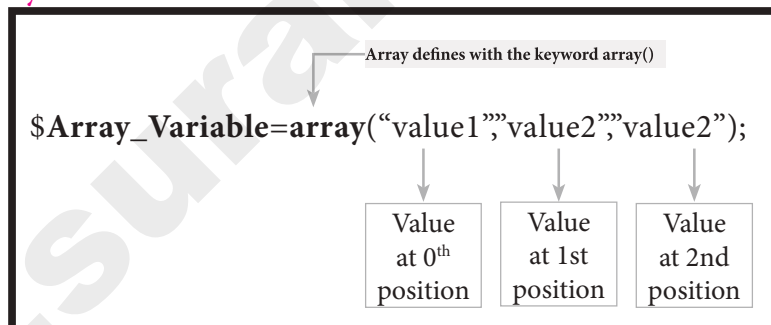 Array defines with the keyword array()
$Array_Variable=array(“value1”,”value2”,”value2”);
Value at 0th position
Value at 1st position
Value at 2nd position